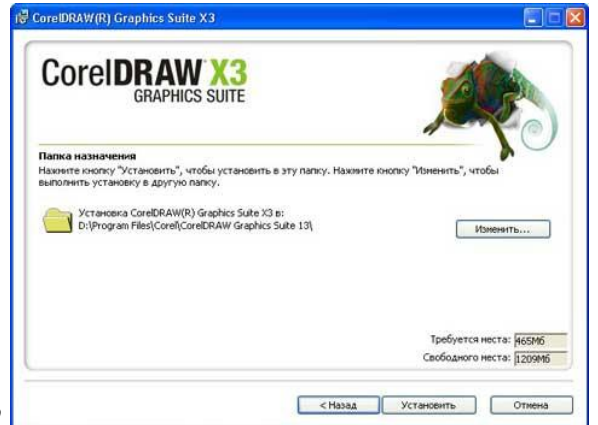 CorelDRAW(R) Graphics Suite X3
CorelDRAW X3
GRAPHICS SUITE
Папка назначения
Нажмите кнопку "Установить", чтобы установить в эту папку. Нажмите кнопку "Изменить", чтобы
выполнить установку в другую папку.
Установка CorelDRAW(R) Graphics Suite X3 в:
D:\Program Files\Corel\CorelDRAW Graphics Suite 13\
Изменить...
Требуется места: 465Мб
Свободного места: 1209Мб
< Назад Установить Отмена